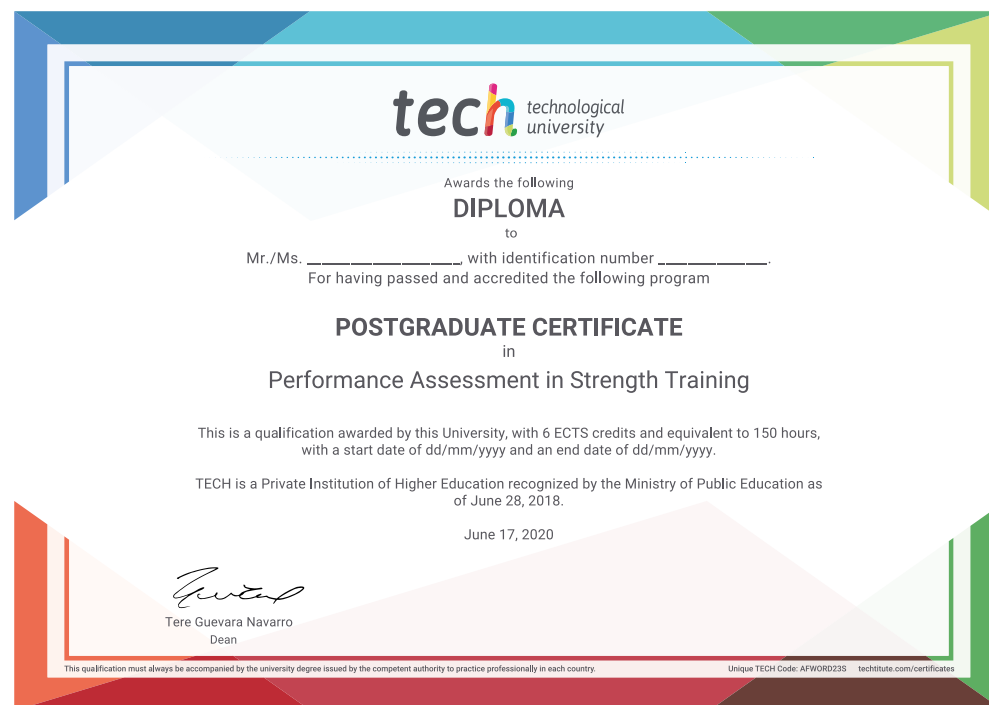 tech technological
university
Awards the following
DIPLOMA
to
Mr./Ms. ____________________, with identification number ______________.
For having passed and accredited the following program
POSTGRADUATE CERTIFICATE
in
Performance Assessment in Strength Training
This is a qualification awarded by this University, with 6 ECTS credits and equivalent to 150 hours,
with a start date of dd/mm/yyyy and an end date of dd/mm/yyyy.
TECH is a Private Institution of Higher Education recognized by the Ministry of Public Education as
of June 28, 2018.
June 17, 2020
Tere Guevara Navarro
Dean
This qualification must always be accompanied by the university degree issued by the competent authority to practice professionally in each country.
Unique TECH Code: AFWORD23S techtitute.com/certificates